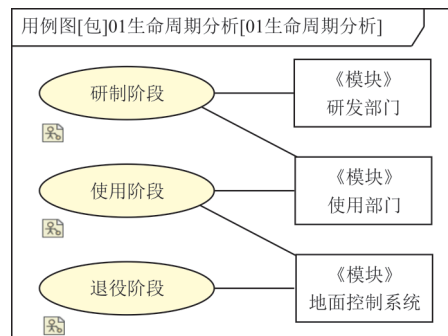 用例图[包]01生命周期分析[01生命周期分析]
研制阶段
《模块》
研发部门
使用阶段
《模块》
使用部门
退役阶段
《模块》
地面控制系统